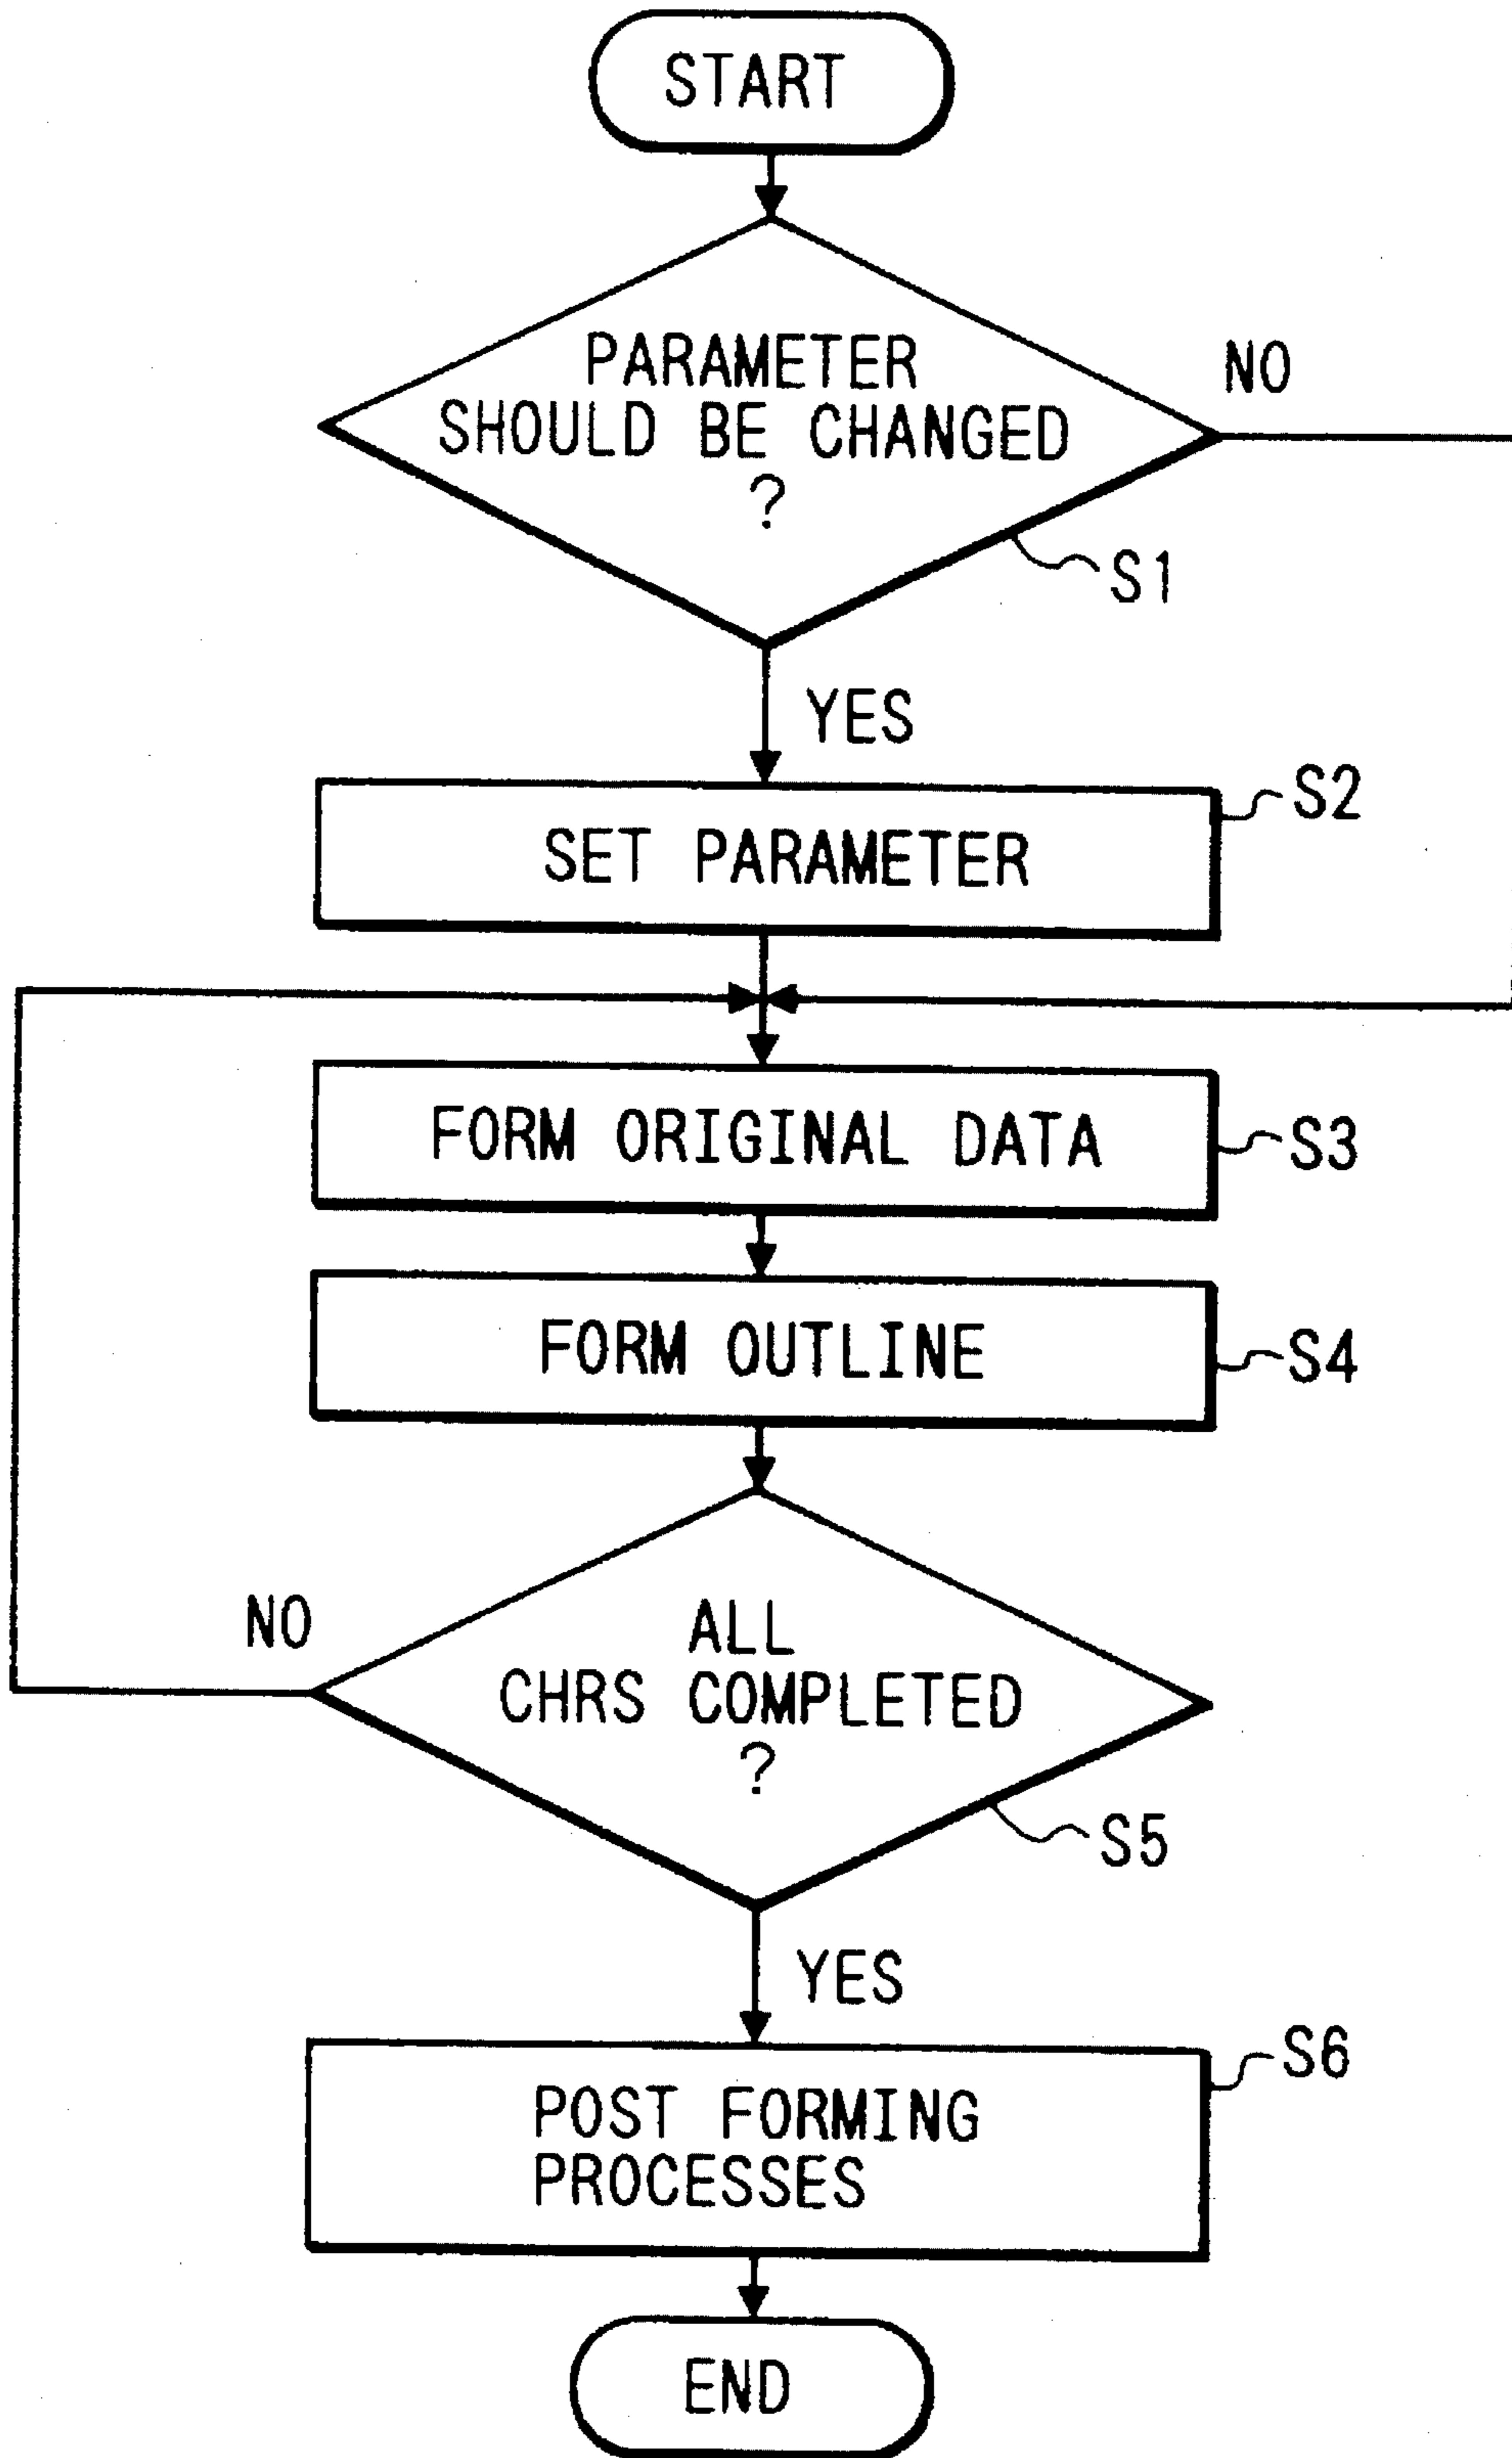 START
PARAMETER
SHOULD BE CHANGED
?
NO
S1
YES
S2
SET PARAMETER
FORM ORIGINAL DATA
S3
FORM OUTLINE
S4
NO
ALL
CHRS COMPLETED
?
S5
YES
S6
POST FORMING
PROCESSES
END